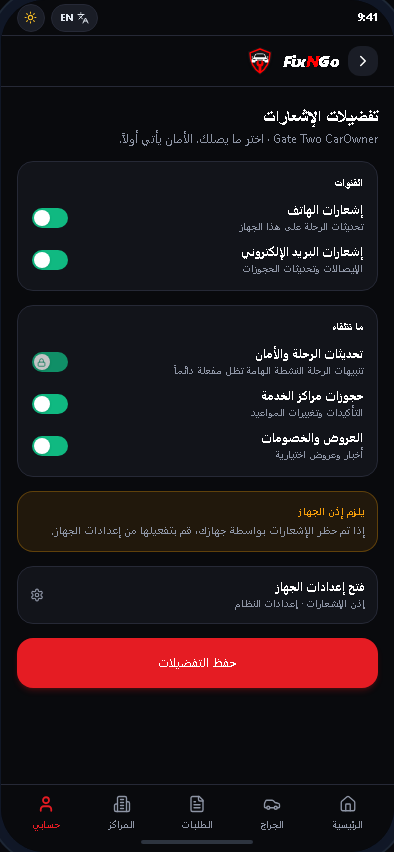 9:41
EN
FixNGo
تفضيلات الإشعارات
Gate Two CarOwner · اختر ما يصلك. الأمان يأتي أولاً.
القنوات
إشعارات الهاتف
تحديثات الرحلة على هذا الجهاز
إشعارات البريد الإلكتروني
الإيصالات وتحديثات الحجوزات
ما تتلقاه
تحديثات الرحلة والأمان
تنبيهات الرحلة النشطة الهامة تظل مفعلة دائماً
حجوزات مراكز الخدمة
التأكيدات وتغييرات المواعيد
العروض والخصومات
أخبار وعروض اختيارية
يلزم إذن الجهاز
إذا تم حظر الإشعارات بواسطة جهازك، قم بتفعيلها من إعدادات الجهاز.
فتح إعدادات الجهاز
إذن الإشعارات · إعدادات النظام
حفظ التفضيلات
الرئيسية
الجراج
الطلبات
المراكز
حسابي